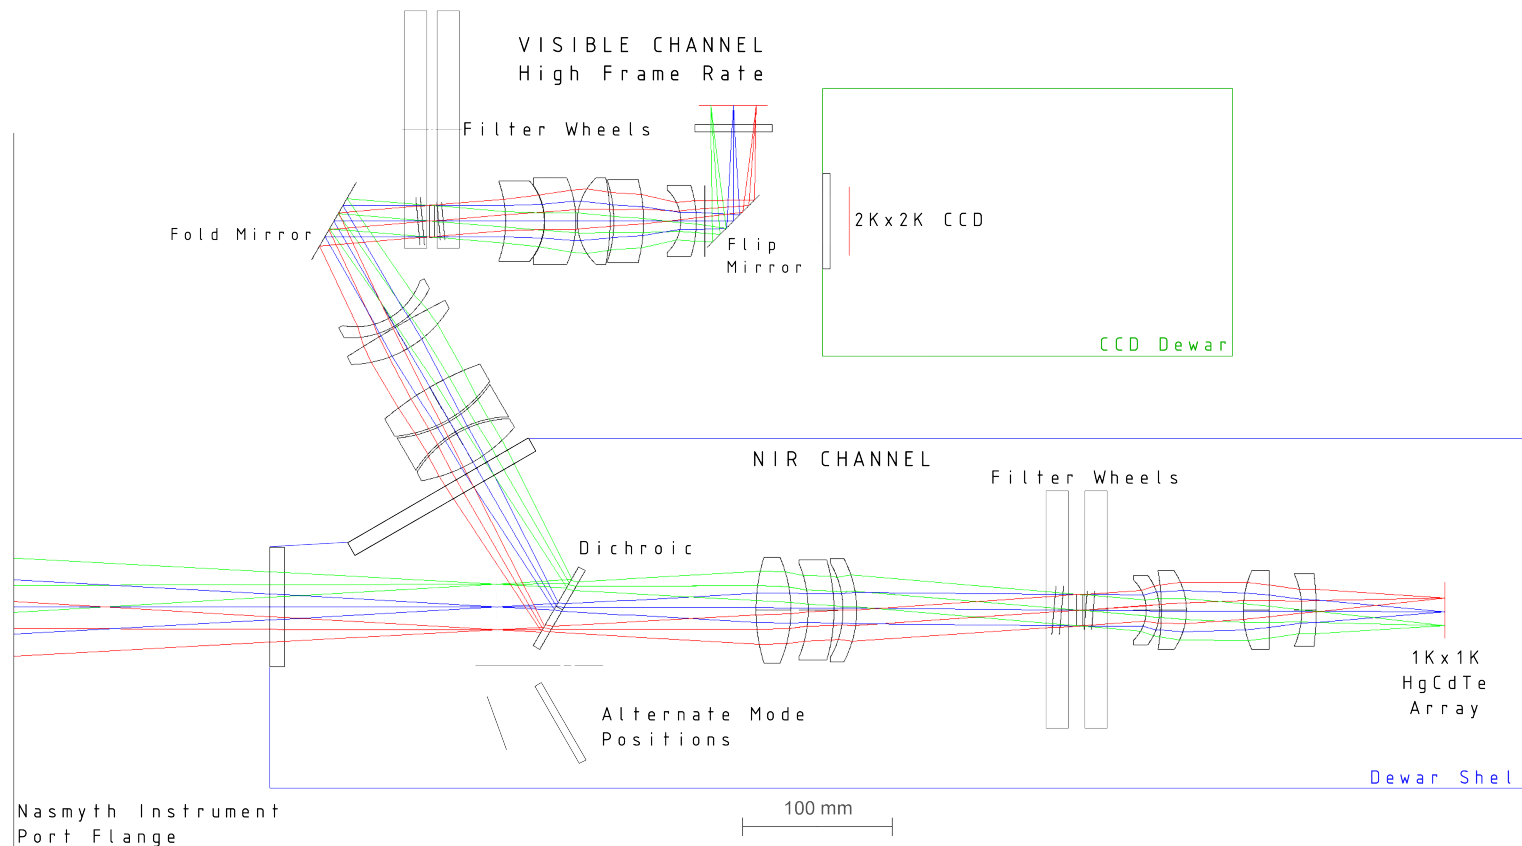 VISIBLE CHANNEL
High Frame Rate
Filter Wheels
Fold Mirror
Flip
Mirror
2Kx2K CCD
CCD Dewar
NIR CHANNEL
Filter Wheels
Dichroic
1Kx1K
HgCdTe
Array
Alternate Mode
Positions
Dewar Shel
Nasmyth Instrument
Port Flange
100 mm